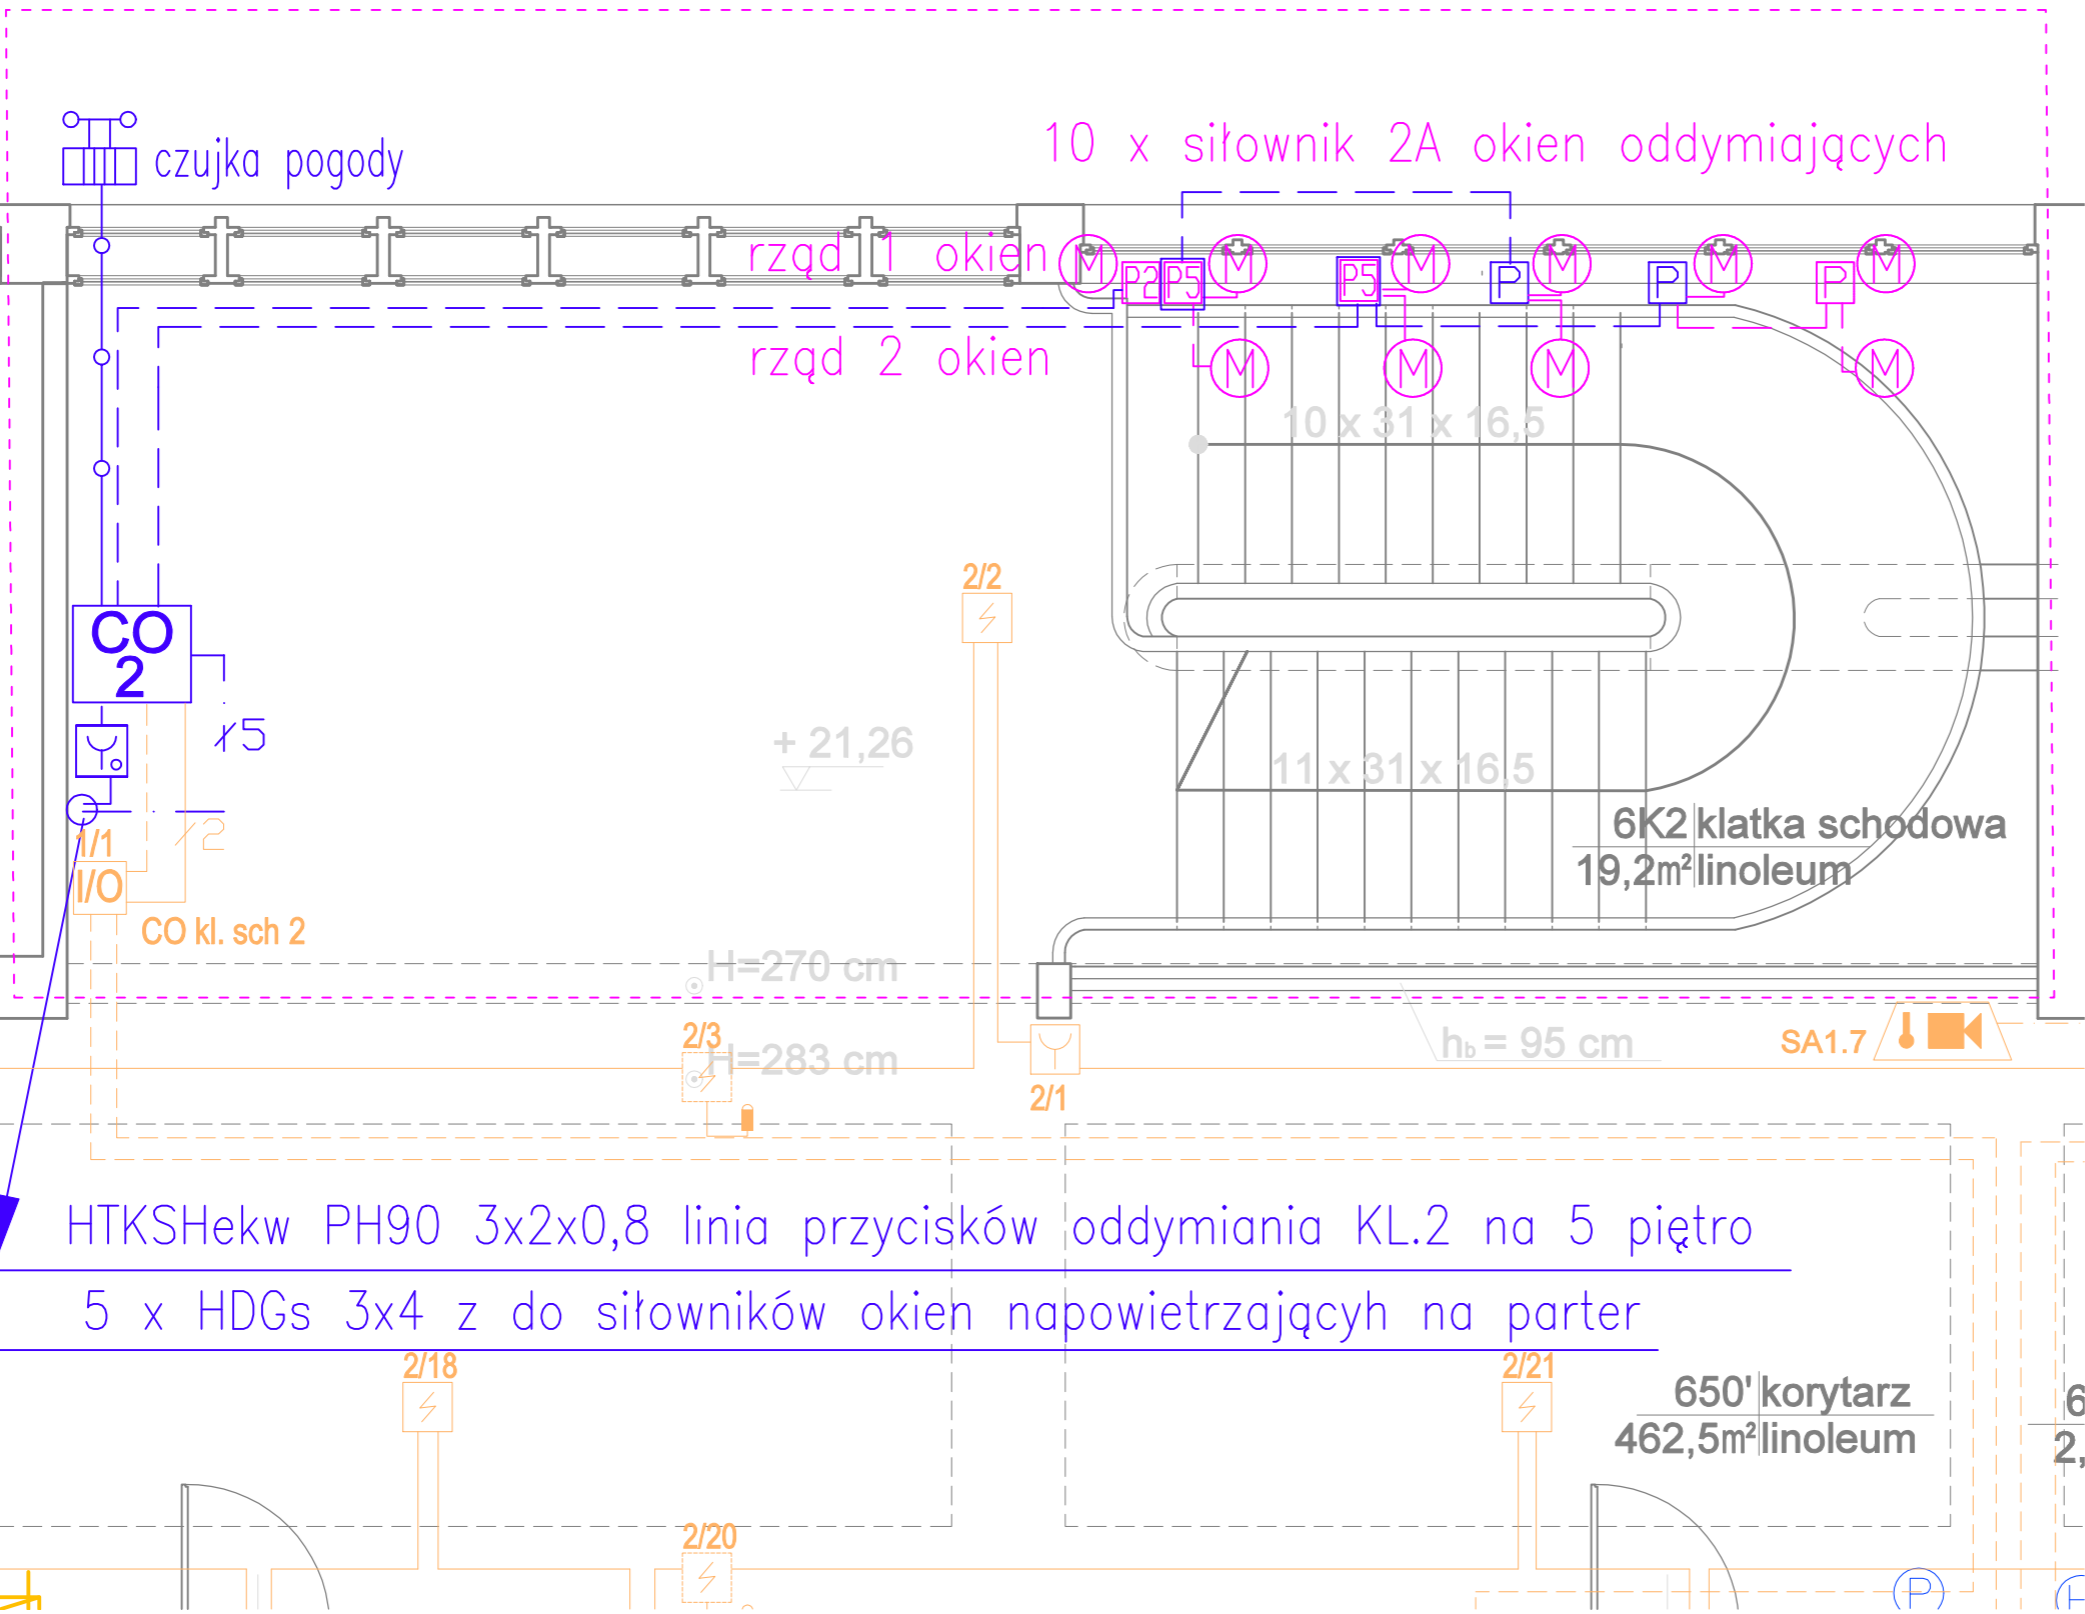 10 x siłownik 2A okien oddymiających
czujka pogody
rząd 1 okien
M M M M M M
P2 P5 P5 P P P
rząd 2 okien
M M M M
10 x 31 x 16,5
2/2
CO
2
5
+ 21,26
11 x 31 x 16,5
6K2 klatka schodowa
19,2m² linoleum
2
1/1
I/O
CO kl. sch 2
H=270 cm
2/3
H=283 cm
hb = 95 cm
SA1.7
2/1
HTKSHekw PH90 3x2x0,8 linia przycisków oddymiania KL.2 na 5 piętro
5 x HDGs 3x4 z do siłowników okien napowietrzającyh na parter
2/18
2/21
650' korytarz
462,5m² linoleum
6
2,
2/20
P